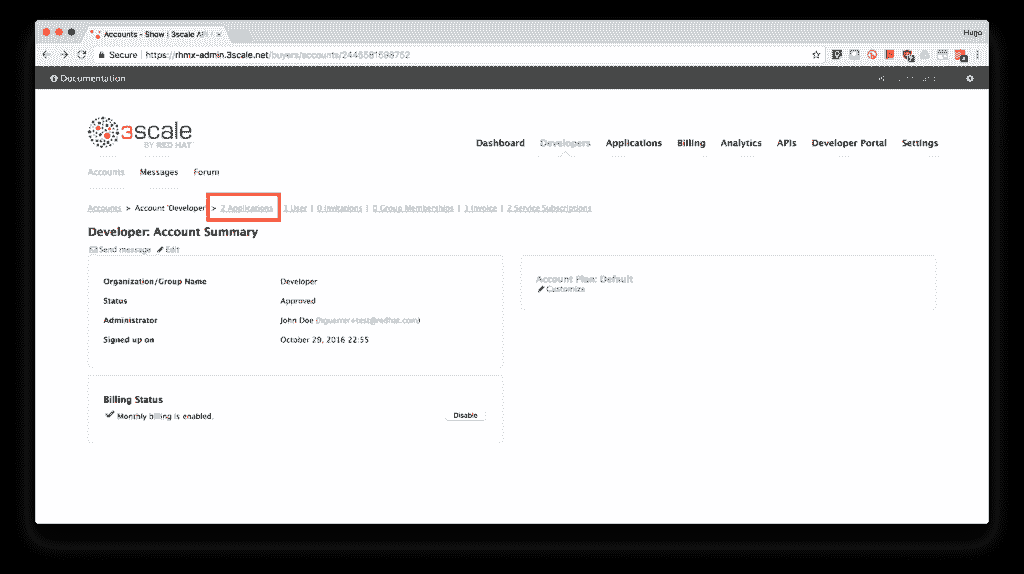 Accounts - Show | 3scale API
Hugo
Secure https://rhmx-admin.3scale.net/buyers/accounts/2445581598752
Documentation
3scale
BY RED HAT
Dashboard Developers Applications Billing Analytics APIs Developer Portal Settings
Accounts Messages Forum
Accounts > Account 'Developer' > 2 Applications | 1 User | 0 Invitations | 0 Group Memberships | 1 Invoice | 2 Service Subscriptions
Developer: Account Summary
Send message Edit
Organization/Group Name Developer
Status Approved
Administrator John Doe (hguerrer+test@redhat.com)
Signed up on October 29, 2016 22:55
Account Plan: Default
Customize
Billing Status
Monthly billing is enabled.
Disable